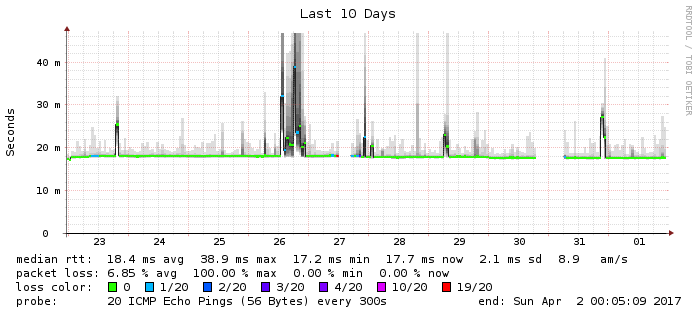 Last 10 Days
RRDTOOL / TOBI OETIKER
Seconds
40 m
30 m
20 m
10 m
0
23 24 25 26 27 28 29 30 31 01
median rtt: 18.4 ms avg 38.9 ms max 17.2 ms min 17.7 ms now 2.1 ms sd 8.9 am/s
packet loss: 6.85 % avg 100.00 % max 0.00 % min 0.00 % now
loss color: 0 1/20 2/20 3/20 4/20 10/20 19/20
probe: 20 ICMP Echo Pings (56 Bytes) every 300s end: Sun Apr 2 00:05:09 2017